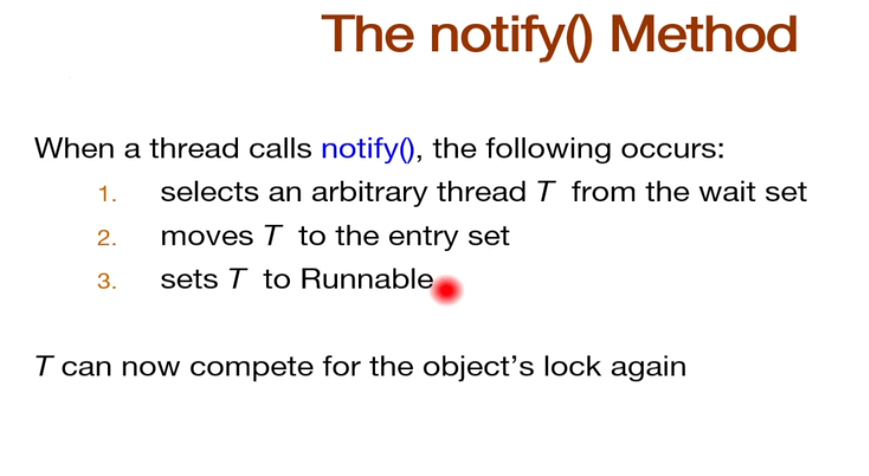 The notify() Method
When a thread calls notify(), the following occurs:
1. selects an arbitrary thread T from the wait set
2. moves T to the entry set
3. sets T to Runnable
T can now compete for the object’s lock again